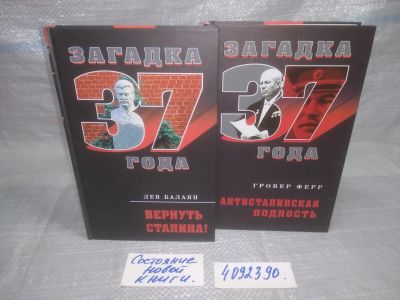 ЗАГАДКА
37
ГОДА
ЛЕВ БАЛАЯН
ВЕРНУТЬ
СТАЛИНА!
ЗАГАДКА
37
ГОДА
ГРОВЕР ФЕРР
АНТИСТАЛИНСКАЯ
ПОДЛОСТЬ
Состояние
новой
книги.
4092390.